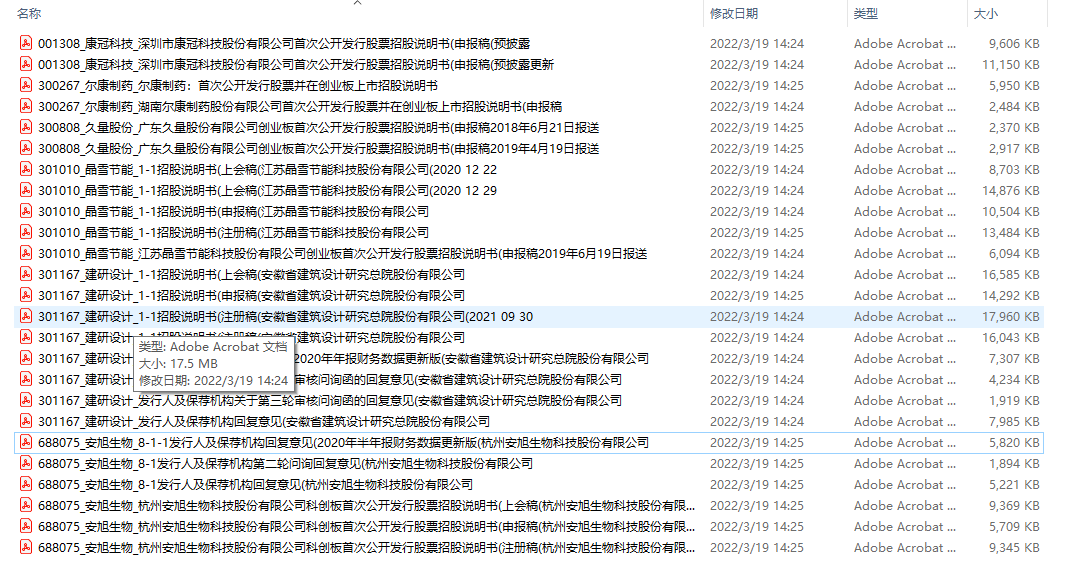 名称 修改日期 类型 大小
001308_康冠科技_深圳市康冠科技股份有限公司首次公开发行股票招股说明书(申报稿(预披露 2022/3/19 14:24 Adobe Acrobat ... 9,606 KB
001308_康冠科技_深圳市康冠科技股份有限公司首次公开发行股票招股说明书(申报稿(预披露更新 2022/3/19 14:24 Adobe Acrobat ... 11,150 KB
300267_尔康制药_尔康制药：首次公开发行股票并在创业板上市招股说明书 2022/3/19 14:25 Adobe Acrobat ... 5,950 KB
300267_尔康制药_湖南尔康制药股份有限公司首次公开发行股票并在创业板上市招股说明书(申报稿 2022/3/19 14:24 Adobe Acrobat ... 2,484 KB
300808_久量股份_广东久量股份有限公司创业板首次公开发行股票招股说明书(申报稿2018年6月21日报送 2022/3/19 14:25 Adobe Acrobat ... 2,370 KB
300808_久量股份_广东久量股份有限公司创业板首次公开发行股票招股说明书(申报稿2019年4月19日报送 2022/3/19 14:25 Adobe Acrobat ... 2,917 KB
301010_晶雪节能_1-1招股说明书(上会稿(江苏晶雪节能科技股份有限公司(2020 12 22 2022/3/19 14:24 Adobe Acrobat ... 8,703 KB
301010_晶雪节能_1-1招股说明书(上会稿(江苏晶雪节能科技股份有限公司(2020 12 29 2022/3/19 14:24 Adobe Acrobat ... 14,876 KB
301010_晶雪节能_1-1招股说明书(申报稿(江苏晶雪节能科技股份有限公司 2022/3/19 14:24 Adobe Acrobat ... 10,504 KB
301010_晶雪节能_1-1招股说明书(注册稿(江苏晶雪节能科技股份有限公司 2022/3/19 14:24 Adobe Acrobat ... 13,484 KB
301010_晶雪节能_江苏晶雪节能科技股份有限公司创业板首次公开发行股票招股说明书(申报稿2019年6月19日报送 2022/3/19 14:24 Adobe Acrobat ... 6,094 KB
301167_建研设计_1-1招股说明书(上会稿(安徽省建筑设计研究总院股份有限公司 2022/3/19 14:24 Adobe Acrobat ... 16,585 KB
301167_建研设计_1-1招股说明书(申报稿(安徽省建筑设计研究总院股份有限公司 2022/3/19 14:25 Adobe Acrobat ... 14,292 KB
301167_建研设计_1-1招股说明书(注册稿(安徽省建筑设计研究总院股份有限公司(2021 09 30 2022/3/19 14:24 Adobe Acrobat ... 17,960 KB
301167_建研设计_1-1招股说明书(注册稿(安徽省建筑设计研究总院股份有限公司 2022/3/19 14:24 Adobe Acrobat ... 16,043 KB
类型: Adobe Acrobat 文档
大小: 17.5 MB
修改日期: 2022/3/19 14:24
301167_建研设计 2020年年报财务数据更新版(安徽省建筑设计研究总院股份有限公司 2022/3/19 14:24 Adobe Acrobat ... 7,307 KB
301167_建研设计 审核问询函的回复意见(安徽省建筑设计研究总院股份有限公司 2022/3/19 14:24 Adobe Acrobat ... 4,234 KB
301167_建研设计_发行人及保荐机构关于第三轮审核问询函的回复意见(安徽省建筑设计研究总院股份有限公司 2022/3/19 14:24 Adobe Acrobat ... 1,919 KB
301167_建研设计_发行人及保荐机构回复意见(安徽省建筑设计研究总院股份有限公司 2022/3/19 14:24 Adobe Acrobat ... 7,985 KB
688075_安旭生物_8-1-1发行人及保荐机构回复意见(2020年半年报财务数据更新版(杭州安旭生物科技股份有限公司 2022/3/19 14:25 Adobe Acrobat ... 5,820 KB
688075_安旭生物_8-1发行人及保荐机构第二轮问询回复意见(杭州安旭生物科技股份有限公司 2022/3/19 14:25 Adobe Acrobat ... 1,894 KB
688075_安旭生物_8-1发行人及保荐机构回复意见(杭州安旭生物科技股份有限公司 2022/3/19 14:24 Adobe Acrobat ... 5,221 KB
688075_安旭生物_杭州安旭生物科技股份有限公司科创板首次公开发行股票招股说明书(上会稿(杭州安旭生物科技股份有限... 2022/3/19 14:25 Adobe Acrobat ... 9,369 KB
688075_安旭生物_杭州安旭生物科技股份有限公司科创板首次公开发行股票招股说明书(申报稿(杭州安旭生物科技股份有限... 2022/3/19 14:25 Adobe Acrobat ... 5,709 KB
688075_安旭生物_杭州安旭生物科技股份有限公司科创板首次公开发行股票招股说明书(注册稿(杭州安旭生物科技股份有限... 2022/3/19 14:25 Adobe Acrobat ... 9,345 KB